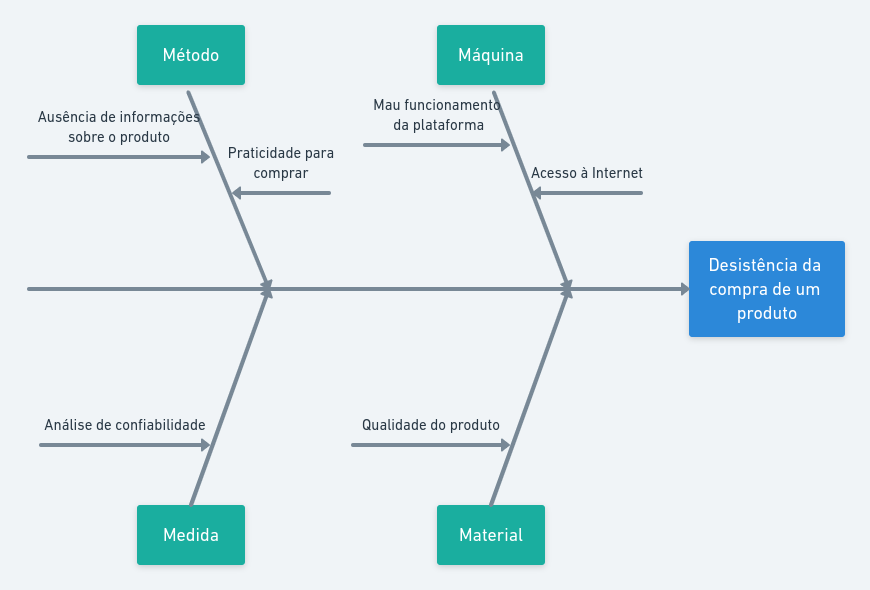 Método
Máquina
Ausência de informações
sobre o produto
Praticidade para
comprar
Mau funcionamento
da plataforma
Acesso à Internet
Desistência da
compra de um
produto
Análise de confiabilidade
Qualidade do produto
Medida
Material